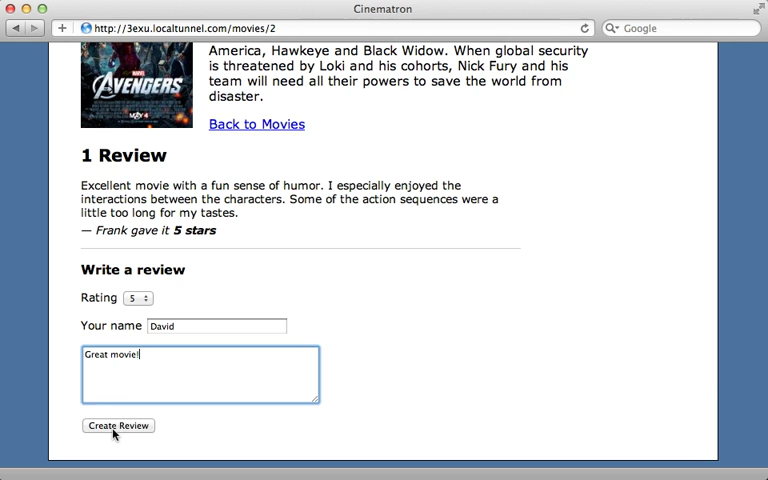 Cinematron
http://3exu.localtunnel.com/movies/2
Google
America, Hawkeye and Black Widow. When global security
is threatened by Loki and his cohorts, Nick Fury and his
team will need all their powers to save the world from
disaster.
MARVEL
AVENGERS
MAY 4
Back to Movies
1 Review
Excellent movie with a fun sense of humor. I especially enjoyed the
interactions between the characters. Some of the action sequences were a
little too long for my tastes.
— Frank gave it 5 stars
Write a review
Rating 5
Your name David
Great movie!
Create Review